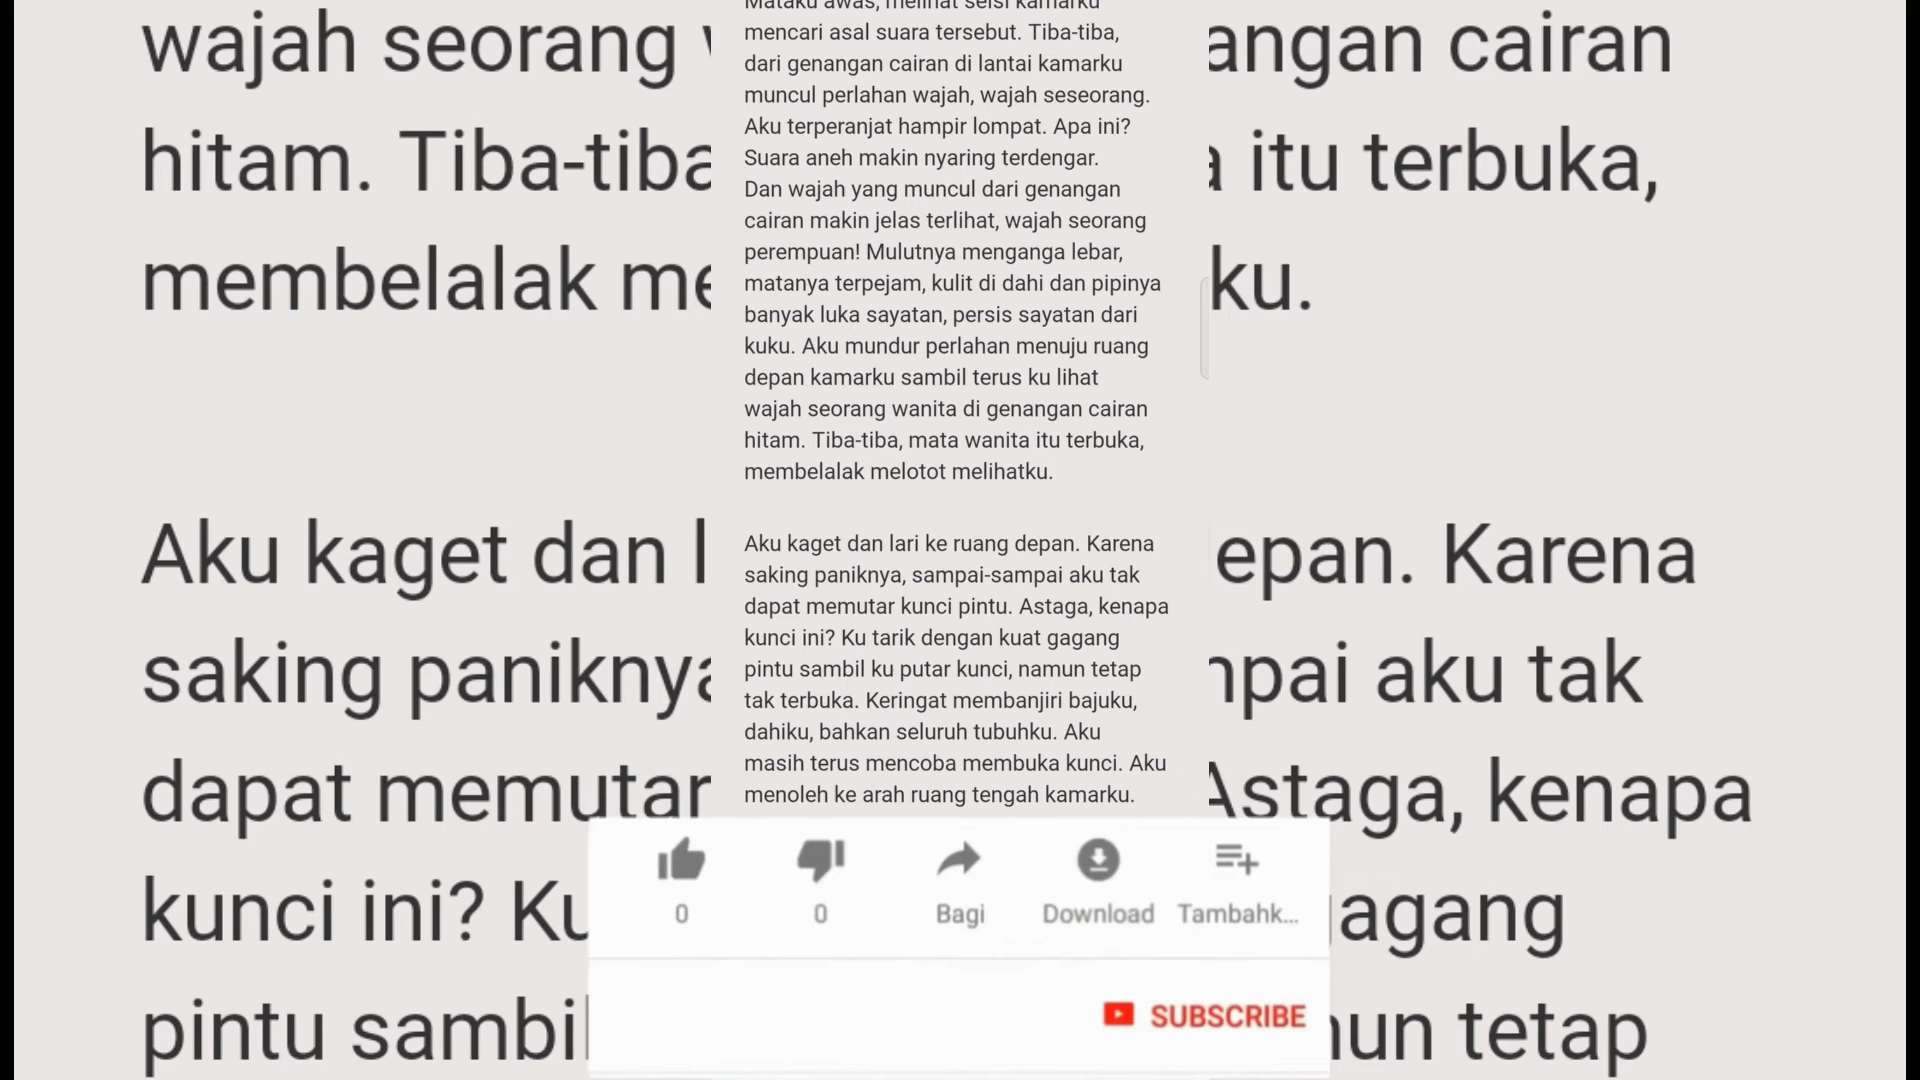 Mataku awas, melihat seisi kamarku
mencari asal suara tersebut. Tiba-tiba,
dari genangan cairan di lantai kamarku
muncul perlahan wajah, wajah seseorang.
Aku terperanjat hampir lompat. Apa ini?
Suara aneh makin nyaring terdengar.
Dan wajah yang muncul dari genangan
cairan makin jelas terlihat, wajah seorang
perempuan! Mulutnya menganga lebar,
matanya terpejam, kulit di dahi dan pipinya
banyak luka sayatan, persis sayatan dari
kuku. Aku mundur perlahan menuju ruang
depan kamarku sambil terus ku lihat
wajah seorang wanita di genangan cairan
hitam. Tiba-tiba, mata wanita itu terbuka,
membelalak melotot melihatku.
Aku kaget dan lari ke ruang depan. Karena
saking paniknya, sampai-sampai aku tak
dapat memutar kunci pintu. Astaga, kenapa
kunci ini? Ku tarik dengan kuat gagang
pintu sambil ku putar kunci, namun tetap
tak terbuka. Keringat membanjiri bajuku,
dahiku, bahkan seluruh tubuhku. Aku
masih terus mencoba membuka kunci. Aku
menoleh ke arah ruang tengah kamarku.
0 0 Bagi Download Tambahk...
SUBSCRIBE
wajah seorang
angan cairan
hitam. Tiba-tiba
itu terbuka,
membelalak me
ku.
Aku kaget dan l
epan. Karena
saking paniknya
mpai aku tak
dapat memutar
Astaga, kenapa
kunci ini? Ku
gagang
pintu sambil
mun tetap